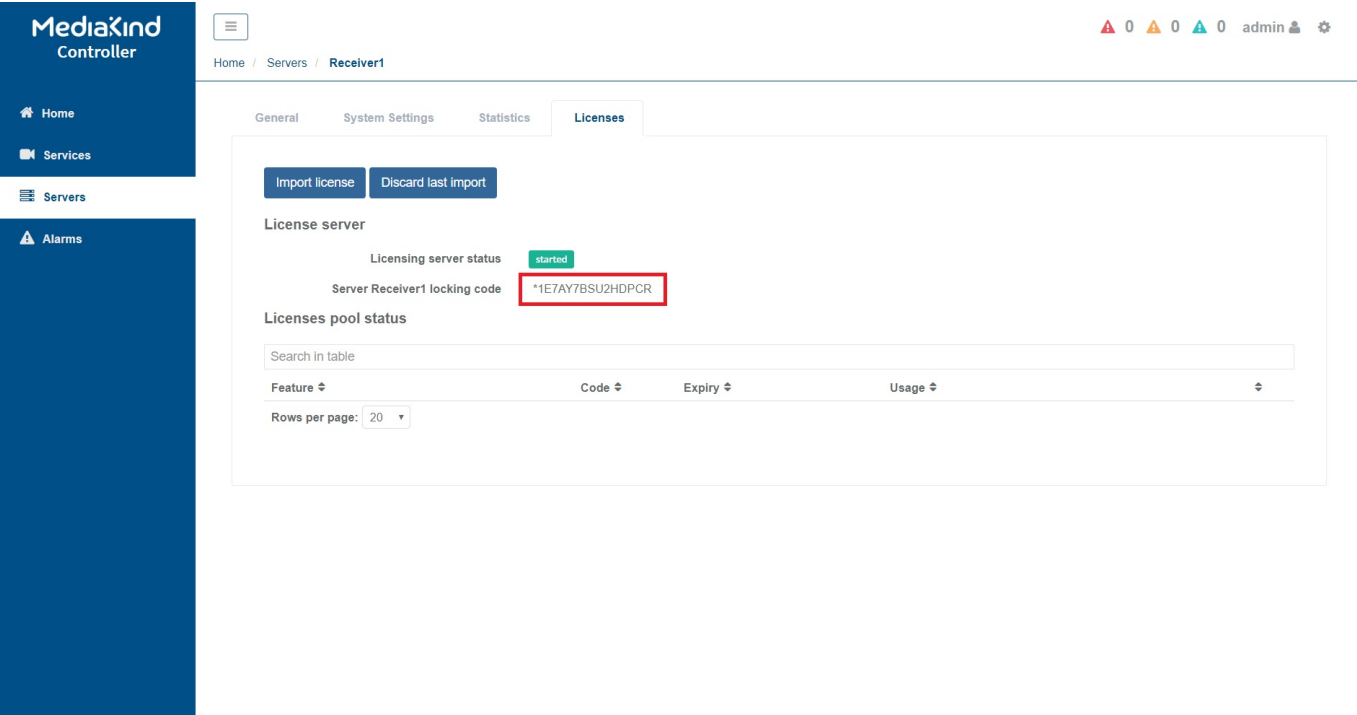 MediaKind
Controller
0 0 0 admin
Home / Servers / Receiver1
Home
Services
Servers
Alarms
General System Settings Statistics Licenses
Import license Discard last import
License server
Licensing server status started
Server Receiver1 locking code *1E7AY7BSU2HDPCR
Licenses pool status
Search in table
Feature Code Expiry Usage
Rows per page: 20